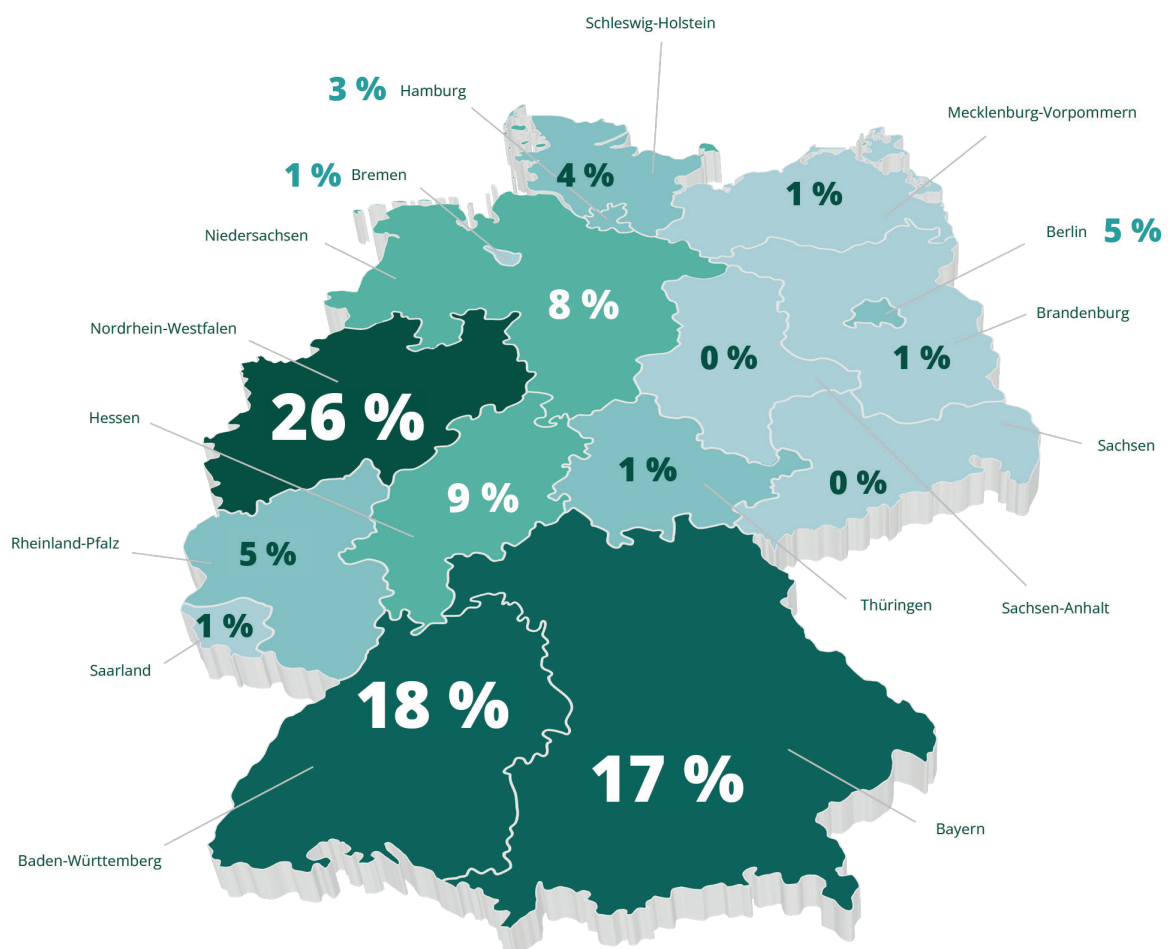 Schleswig-Holstein
3 % Hamburg
Mecklenburg-Vorpommern
1 % Bremen
4 %
1 %
Niedersachsen
Berlin 5 %
8 %
Nordrhein-Westfalen
Brandenburg
0 %
1 %
26 %
Hessen
Sachsen
9 %
1 %
0 %
Rheinland-Pfalz
5 %
Thüringen
Sachsen-Anhalt
1 %
Saarland
18 %
17 %
Bayern
Baden-Württemberg